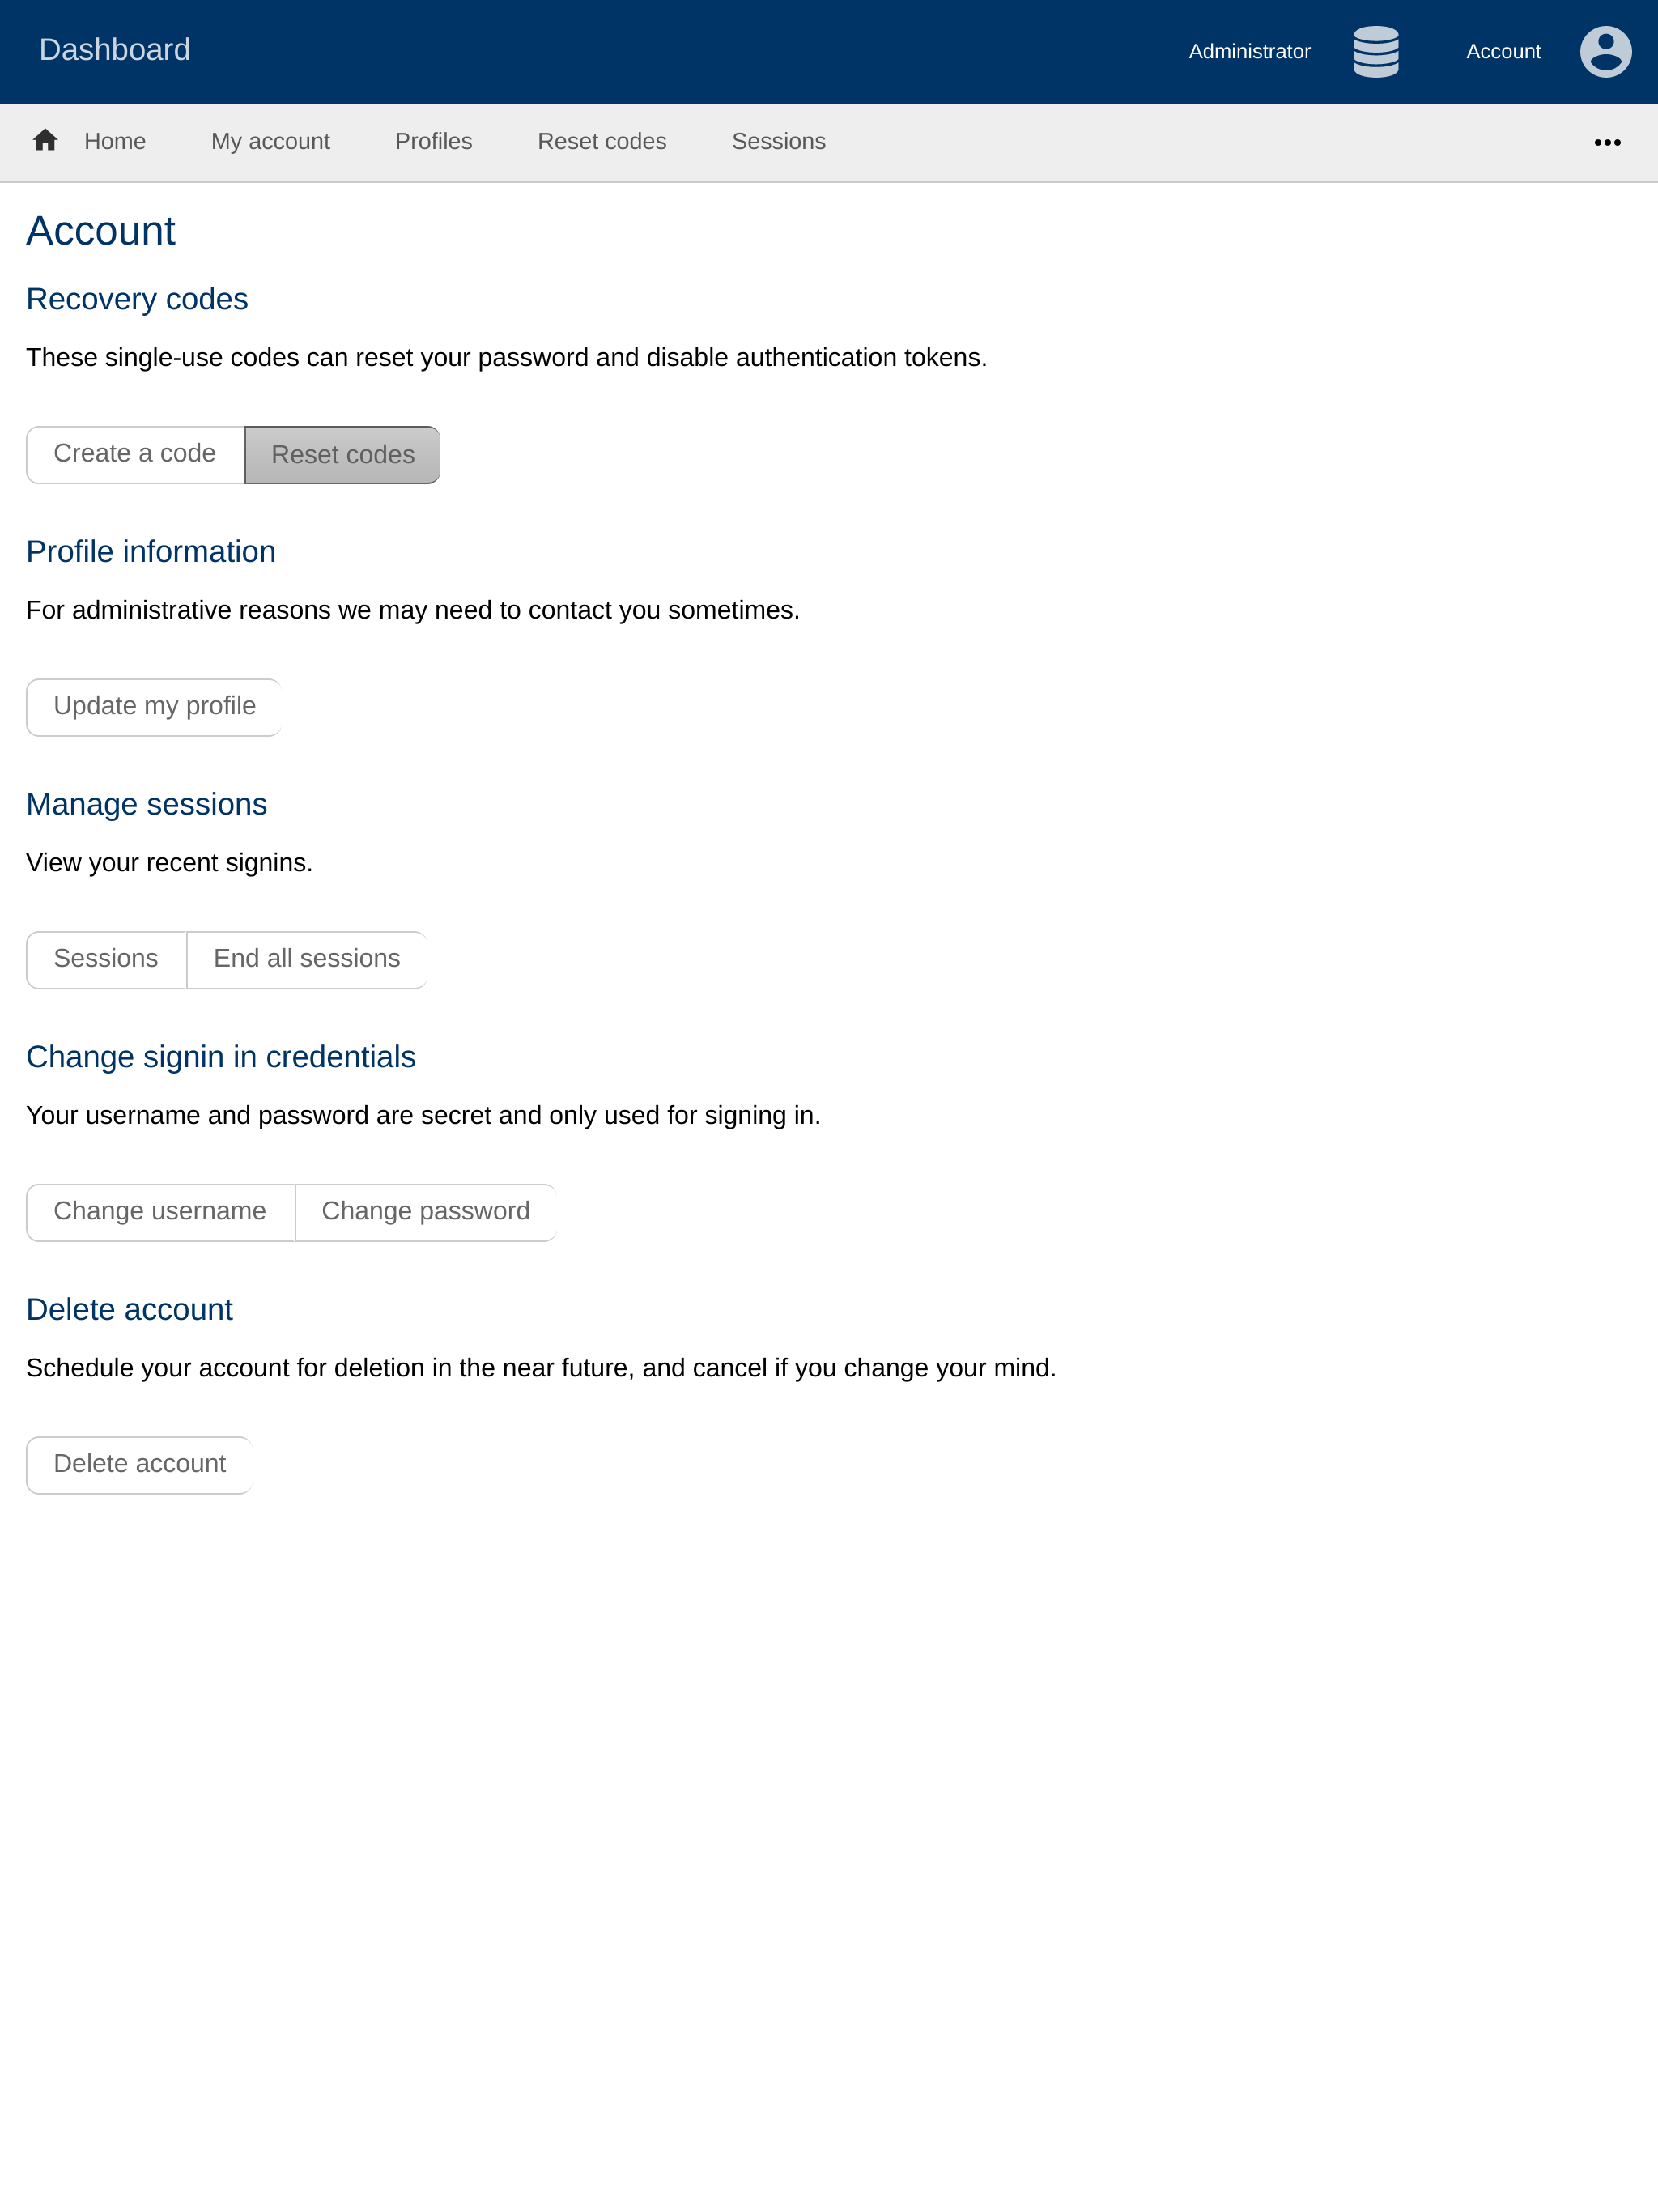 Dashboard
Administrator
Account
Home
My account
Profiles
Reset codes
Sessions
Account
Recovery codes
These single-use codes can reset your password and disable authentication tokens.
Create a code
Reset codes
Profile information
For administrative reasons we may need to contact you sometimes.
Update my profile
Manage sessions
View your recent signins.
Sessions
End all sessions
Change signin in credentials
Your username and password are secret and only used for signing in.
Change username
Change password
Delete account
Schedule your account for deletion in the near future, and cancel if you change your mind.
Delete account